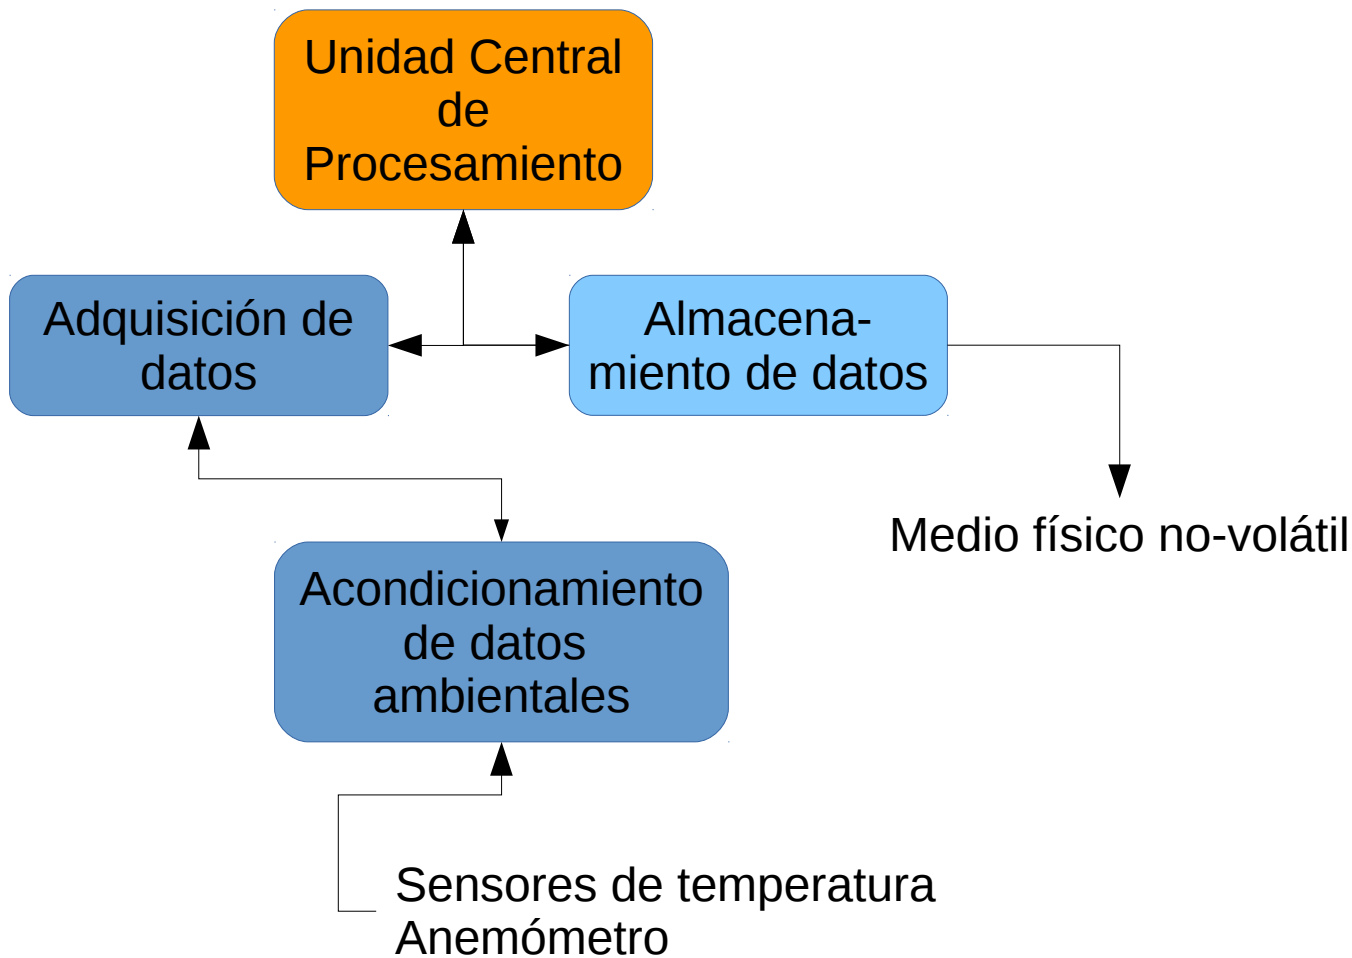 Unidad Central
de
Procesamiento
Adquisición de
datos
Almacena-
miento de datos
Medio físico no-volátil
Acondicionamiento
de datos
ambientales
Sensores de temperatura
Anemómetro